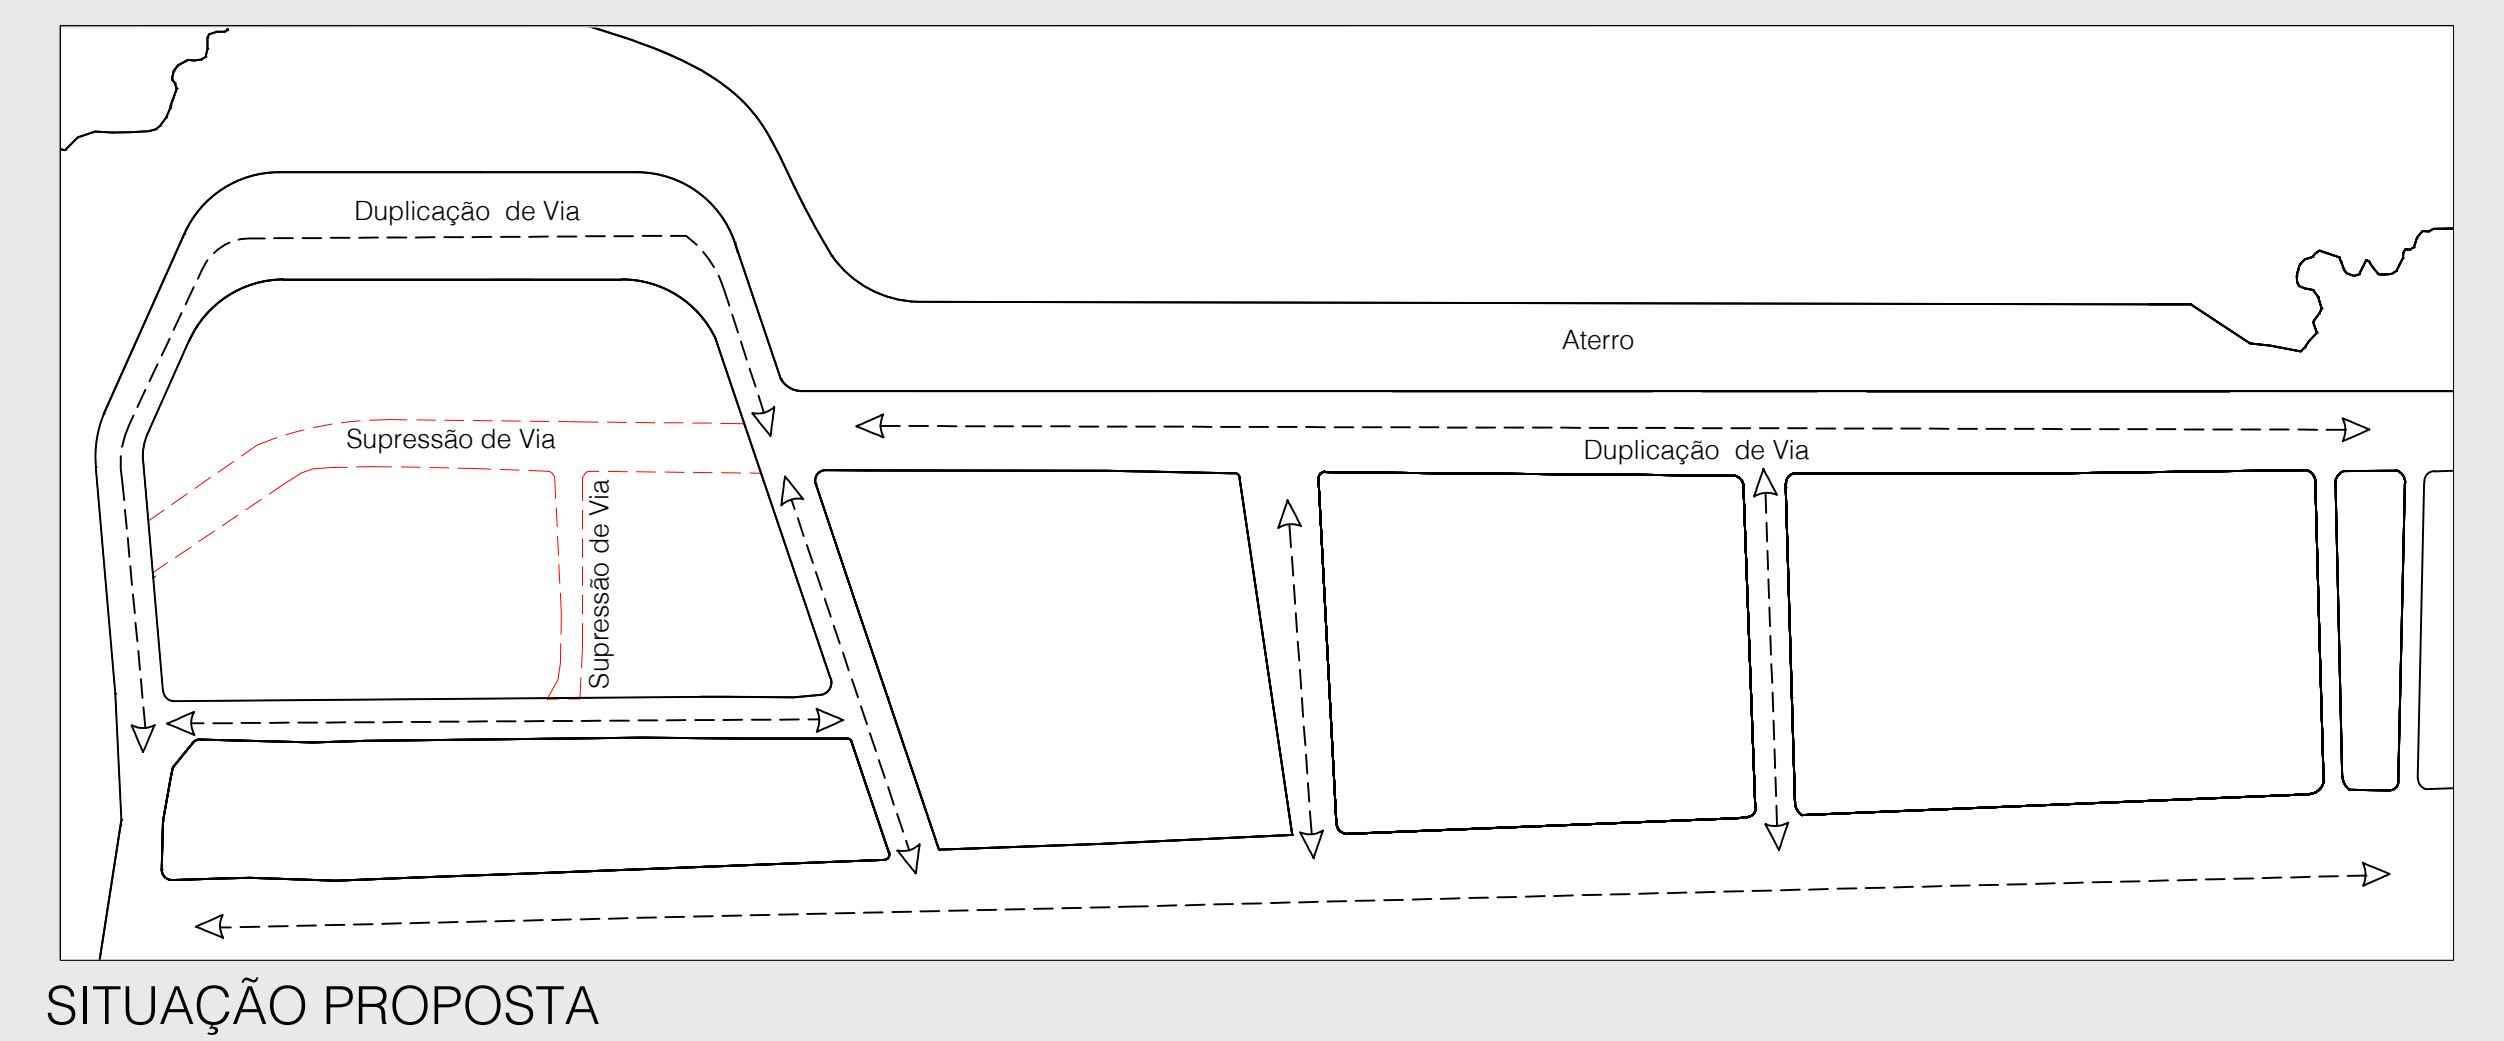 Duplicação de Via
Aterro
Supressão de Via
Duplicação de Via
Supressão de Via
SITUAÇÃO PROPOSTA